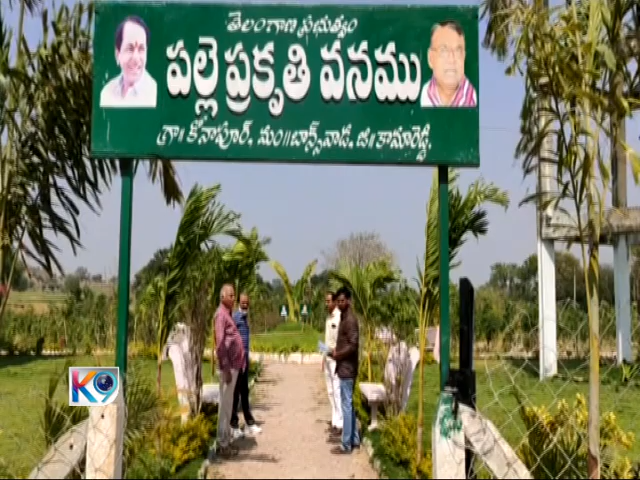 తెలంగాణ ప్రభుత్వం
పల్లె ప్రకృతి వనము
గ్రా॥ కోనాపూర్, మం॥ బాన్స్‌వాడ, జి॥ కామారెడ్డి.
K9